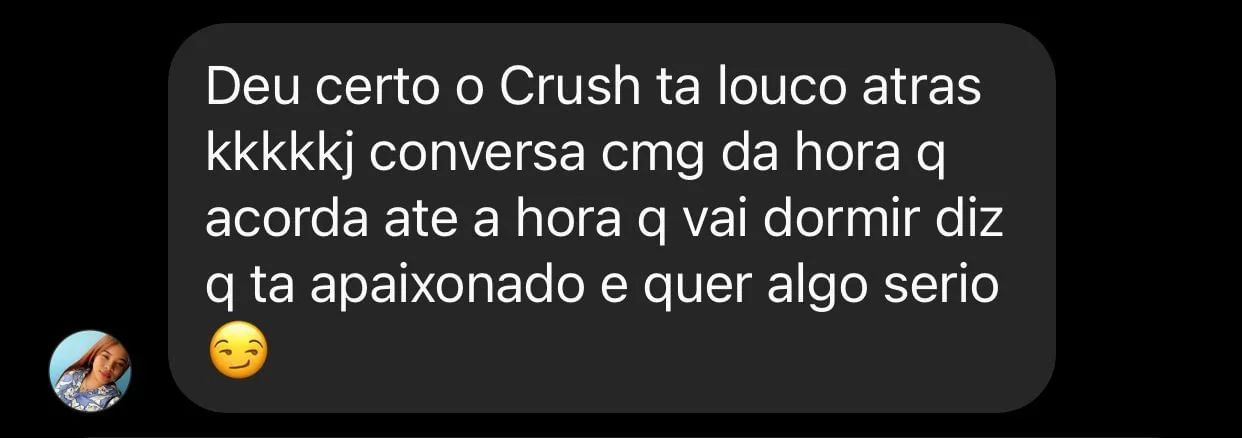 Deu certo o Crush ta louco atras
kkkkkj conversa cmg da hora q
acorda ate a hora q vai dormir diz
q ta apaixonado e quer algo serio
😏